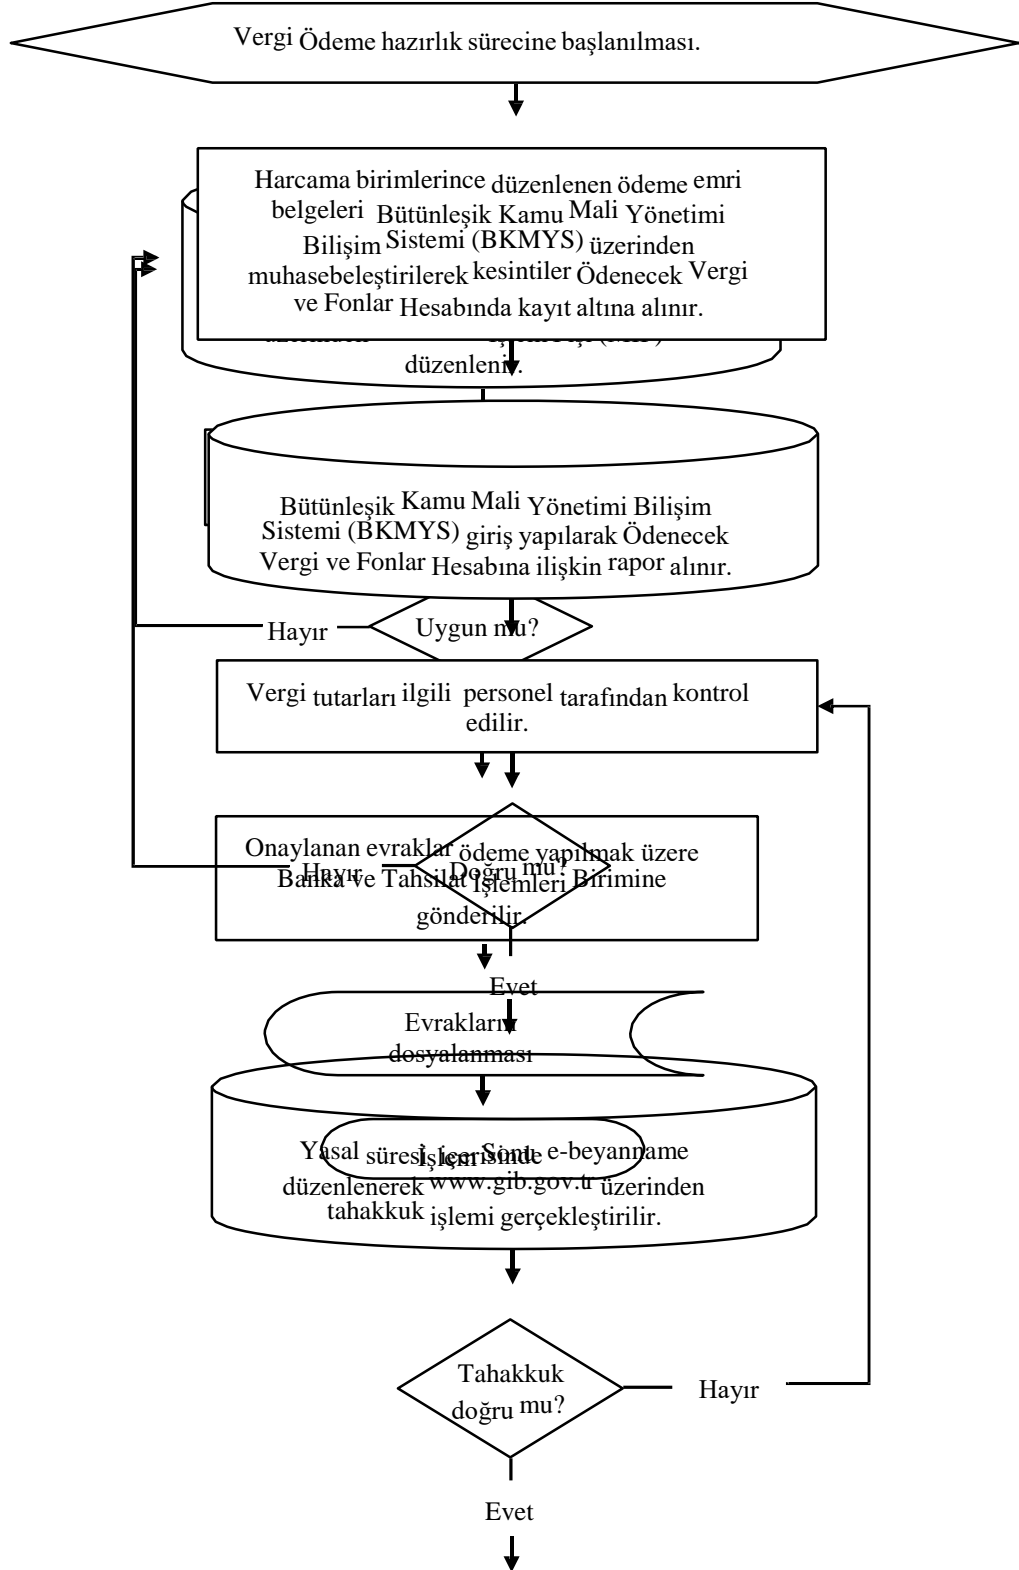 Vergi Ödeme hazırlık sürecine başlanılması.
Harcama birimlerince düzenlenen ödeme emri
belgeleri Bütünleşik Kamu Mali Yönetimi
Bilişim Sistemi (BKMYS) üzerinden
muhasebeleştirilerek kesintiler Ödenecek Vergi
ve Fonlar Hesabında kayıt altına alınır.
düzenlenir.
Bütünleşik Kamu Mali Yönetimi Bilişim
Sistemi (BKMYS) giriş yapılarak Ödenecek
Vergi ve Fonlar Hesabına ilişkin rapor alınır.
Hayır
Uygun mu?
Vergi tutarları ilgili personel tarafından kontrol
edilir.
Onaylanan evraklar ödeme yapılmak üzere
Banka ve Tahsilat İşlemleri Birimine
gönderilir.
Hayır
Doğru mu?
Evet
Evrakların
dosyalanması
İşlem Sonu
Yasal süresi içerisinde e-beyanname
düzenlenerek www.gib.gov.tr üzerinden
tahakkuk işlemi gerçekleştirilir.
Tahakkuk
doğru mu?
Hayır
Evet